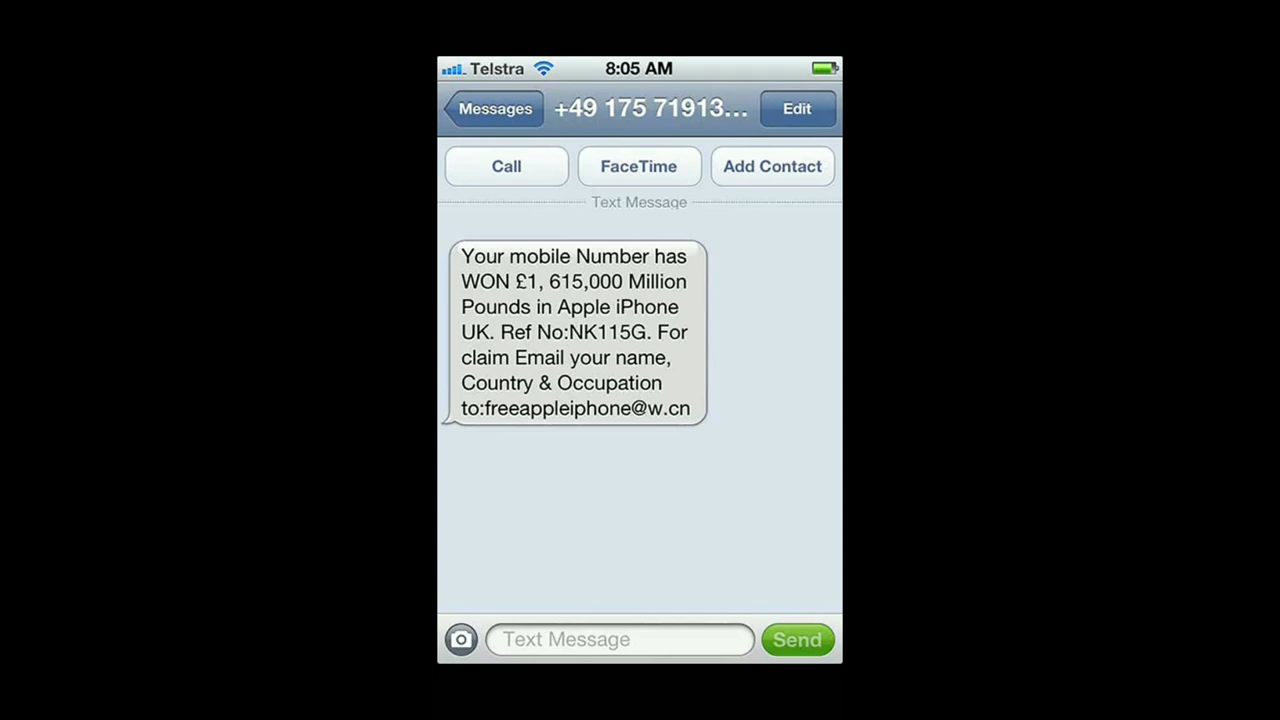 Telstra 8:05 AM
Messages +49 175 71913... Edit
Call FaceTime Add Contact
Text Message
Your mobile Number has
WON £1, 615,000 Million
Pounds in Apple iPhone
UK. Ref No:NK115G. For
claim Email your name,
Country & Occupation
to:freeappleiphone@w.cn
Text Message Send